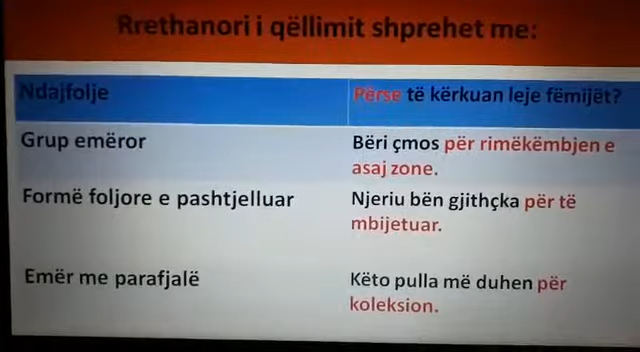 Rrethanori i qëllimit shprehet me:
Ndajfolje
Përse të kërkuan leje fëmijët?
Grup emëror
Bëri çmos për rimëkëmbjen e
asaj zone.
Formë foljore e pashtjelluar
Njeriu bën gjithçka për të
mbijetuar.
Emër me parafjalë
Këto pulla më duhen për
koleksion.